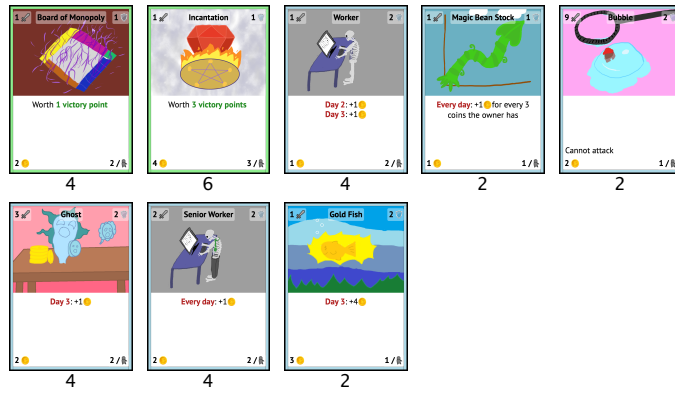 1 Board of Monopoly 1
Worth 1 victory point
2 2/
4
1 Incantation 1
Worth 3 victory points
4 3/
6
1 Worker 2
Day 2: +1
Day 3: +1
1 2/
4
1 Magic Bean Stock 1
Every day: +1 for every 3
coins the owner has
1 1/
2
9 Bubble 2
Cannot attack
2 1/
2
3 Ghost 2
Day 3: +1
2 2/
4
2 Senior Worker 2
Every day: +1
2 2/
4
1 Gold Fish 2
Day 3: +4
3 1/
2